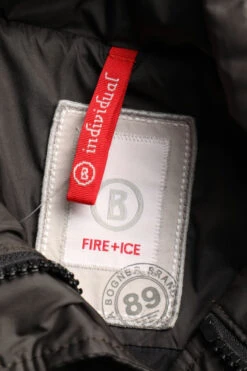 individual
B
B
FIRE+ICE
A BOGNER BRAND
89